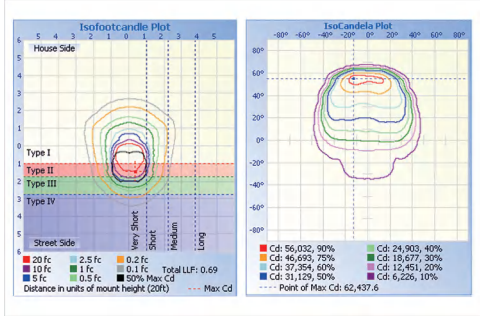 Isofootcandle Plot
5 4 3 2 1 0 1 2 3 4 5
6
5
4
3
2
1
0
1
2
3
4
5
6
House Side
Type I
Type II
Type III
Type IV
Street Side
Very Short
Short
Medium
Long
20 fc 2.5 fc 0.2 fc
10 fc 1 fc 0.1 fc Total LLF: 0.69
5 fc 0.5 fc 50% Max Cd
Distance in units of mount height (20ft) --- Max Cd
IsoCandela Plot
-80° -60° -40° -20° 0° 20° 40° 60° 80°
80°
60°
40°
20°
0°
-20°
-40°
-60°
-80°
Cd: 56,032, 90% Cd: 24,903, 40%
Cd: 46,693, 75% Cd: 18,677, 30%
Cd: 37,354, 60% Cd: 12,451, 20%
Cd: 31,129, 50% Cd: 6,226, 10%
---- Point of Max Cd: 62,437.6